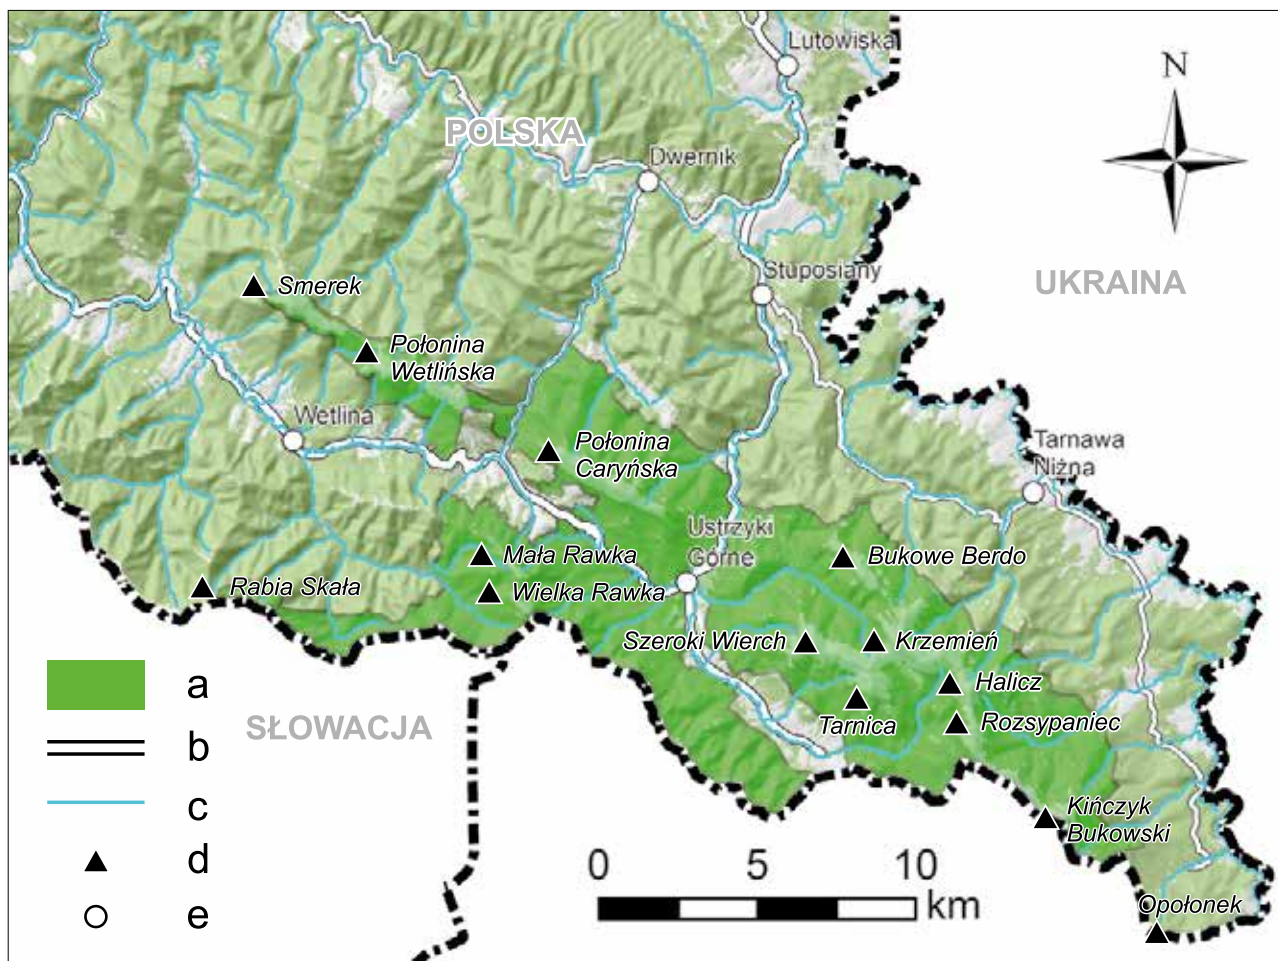 Lutowiska
N
POLSKA
Dwernik
Stuposiany
UKRAINA
Smerek
Połonina
Wetlińska
Wetlina
Połonina
Caryńska
Tarnawa
Niżna
Ustrzyki
Górne
Mała Rawka
Bukowe Berdo
Rabia Skała
Wielka Rawka
Szeroki Wierch
Krzemień
Halicz
Tarnica
Rozsypaniec
a
SŁOWACJA
b
c
Kińczyk
Bukowski
d
0 5 10
km
e
Opołonek